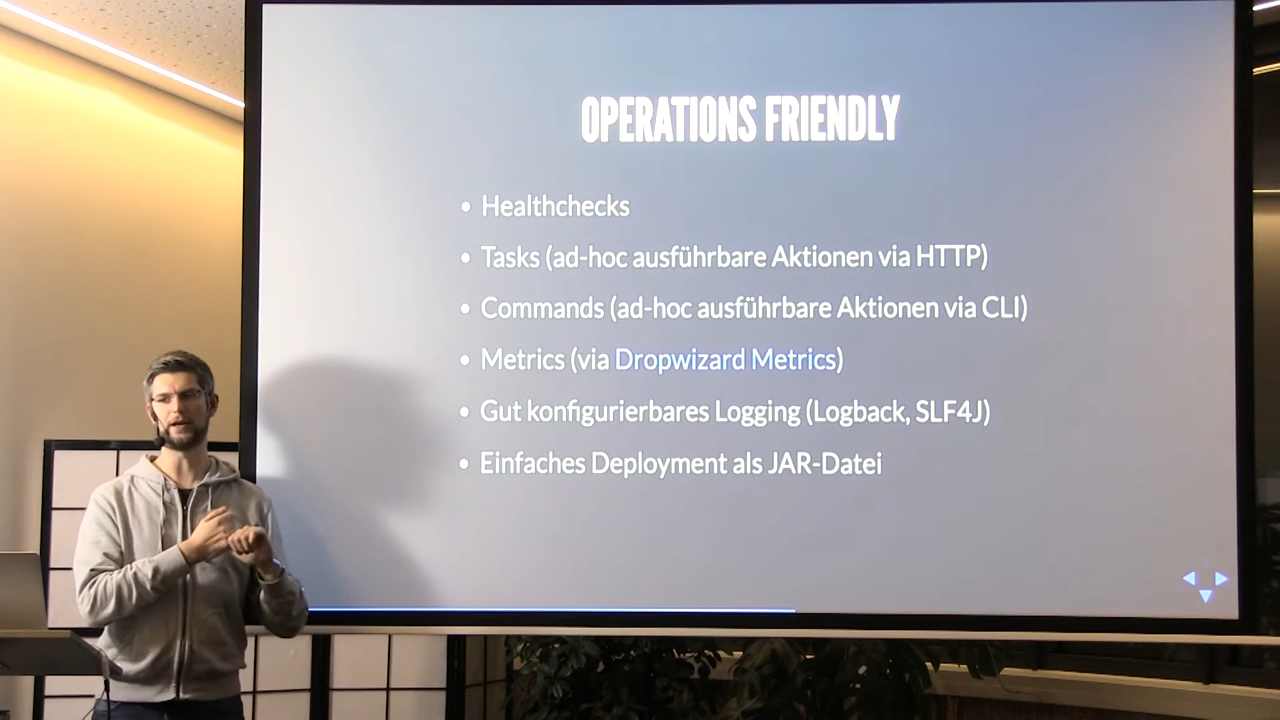 OPERATIONS FRIENDLY
Healthchecks
Tasks (ad-hoc ausführbare Aktionen via HTTP)
Commands (ad-hoc ausführbare Aktionen via CLI)
Metrics (via Dropwizard Metrics)
Gut konfigurierbares Logging (Logback, SLF4J)
Einfaches Deployment als JAR-Datei